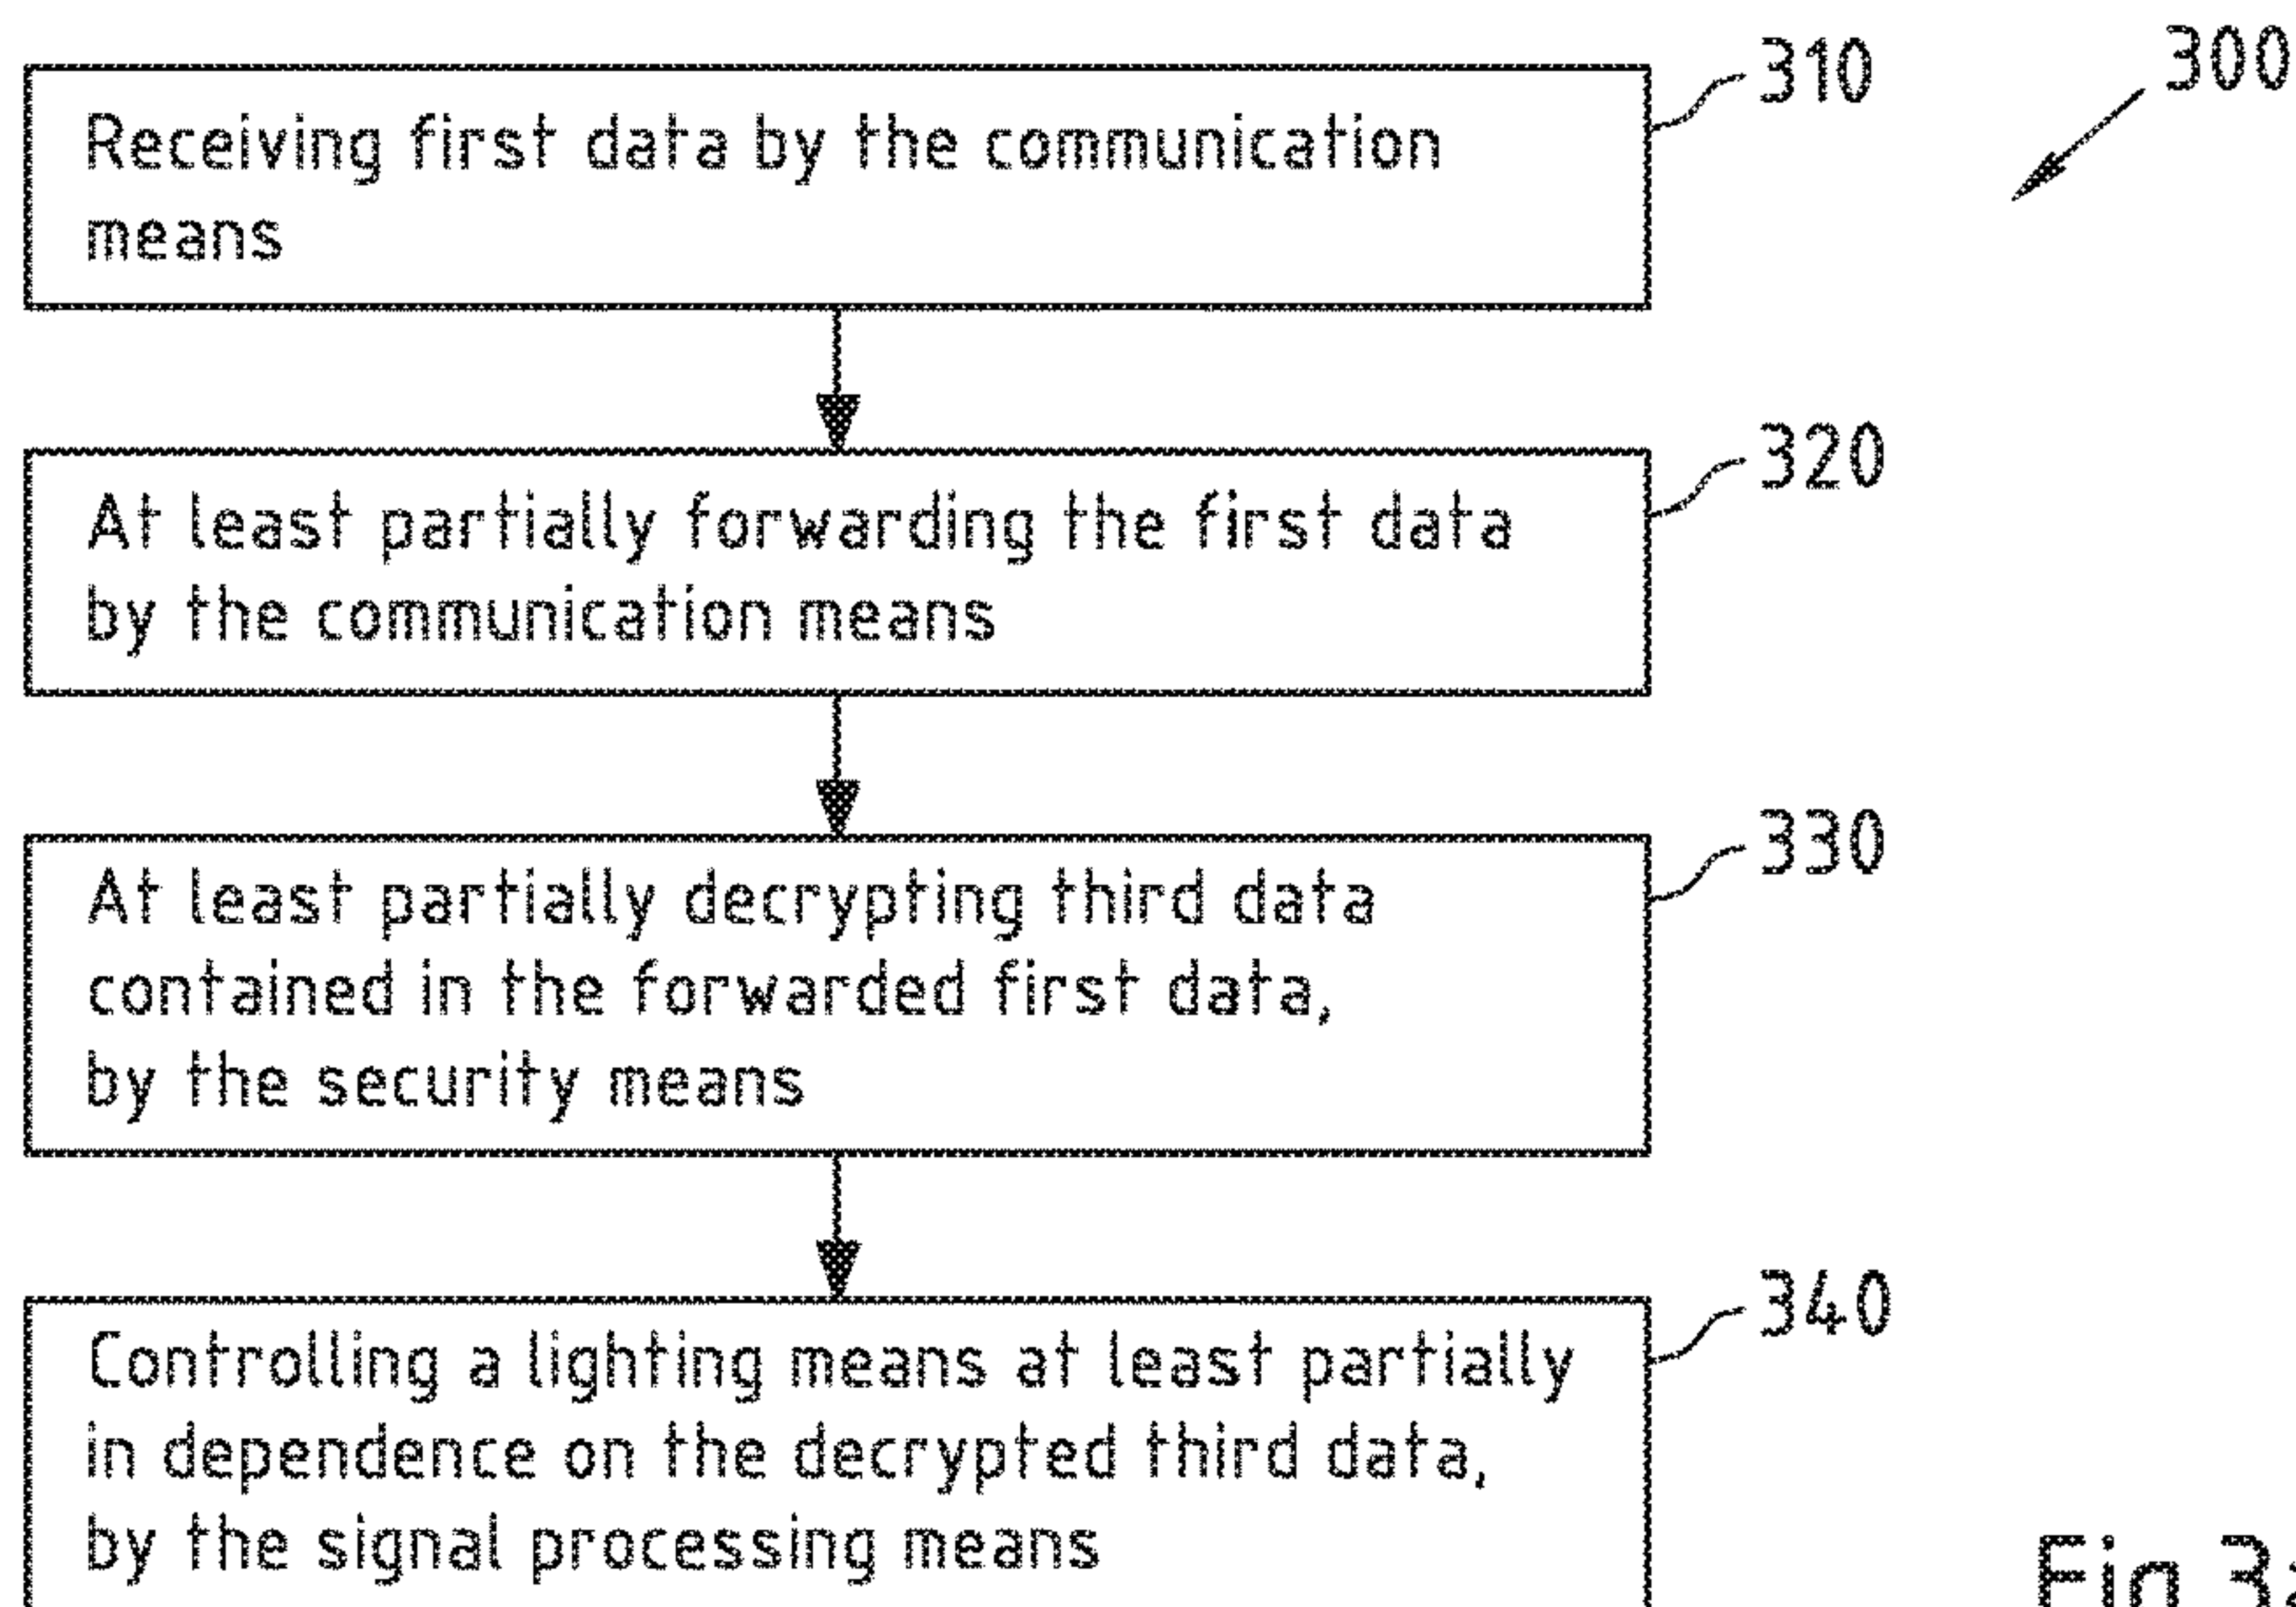 310
300
Receiving first data by the communication
means
320
At least partially forwarding the first data
by the communication means
330
At least partially decrypting third data
contained in the forwarded first data,
by the security means
340
Controlling a lighting means at least partially
in dependence on the decrypted third data,
by the signal processing means
Fig.3a